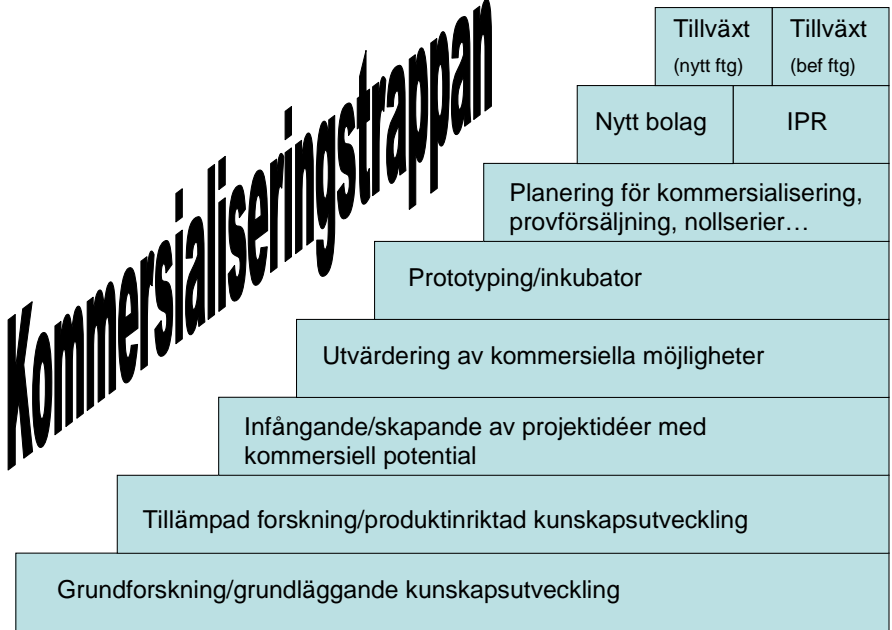 Kommersialiseringstrappan
Tillväxt
(nytt ftg)
Tillväxt
(bef ftg)
Nytt bolag
IPR
Planering för kommersialisering,
provförsäljning, nollserier…
Prototyping/inkubator
Utvärdering av kommersiella möjligheter
Infångande/skapande av projektidéer med
kommersiell potential
Tillämpad forskning/produktinriktad kunskapsutveckling
Grundforskning/grundläggande kunskapsutveckling